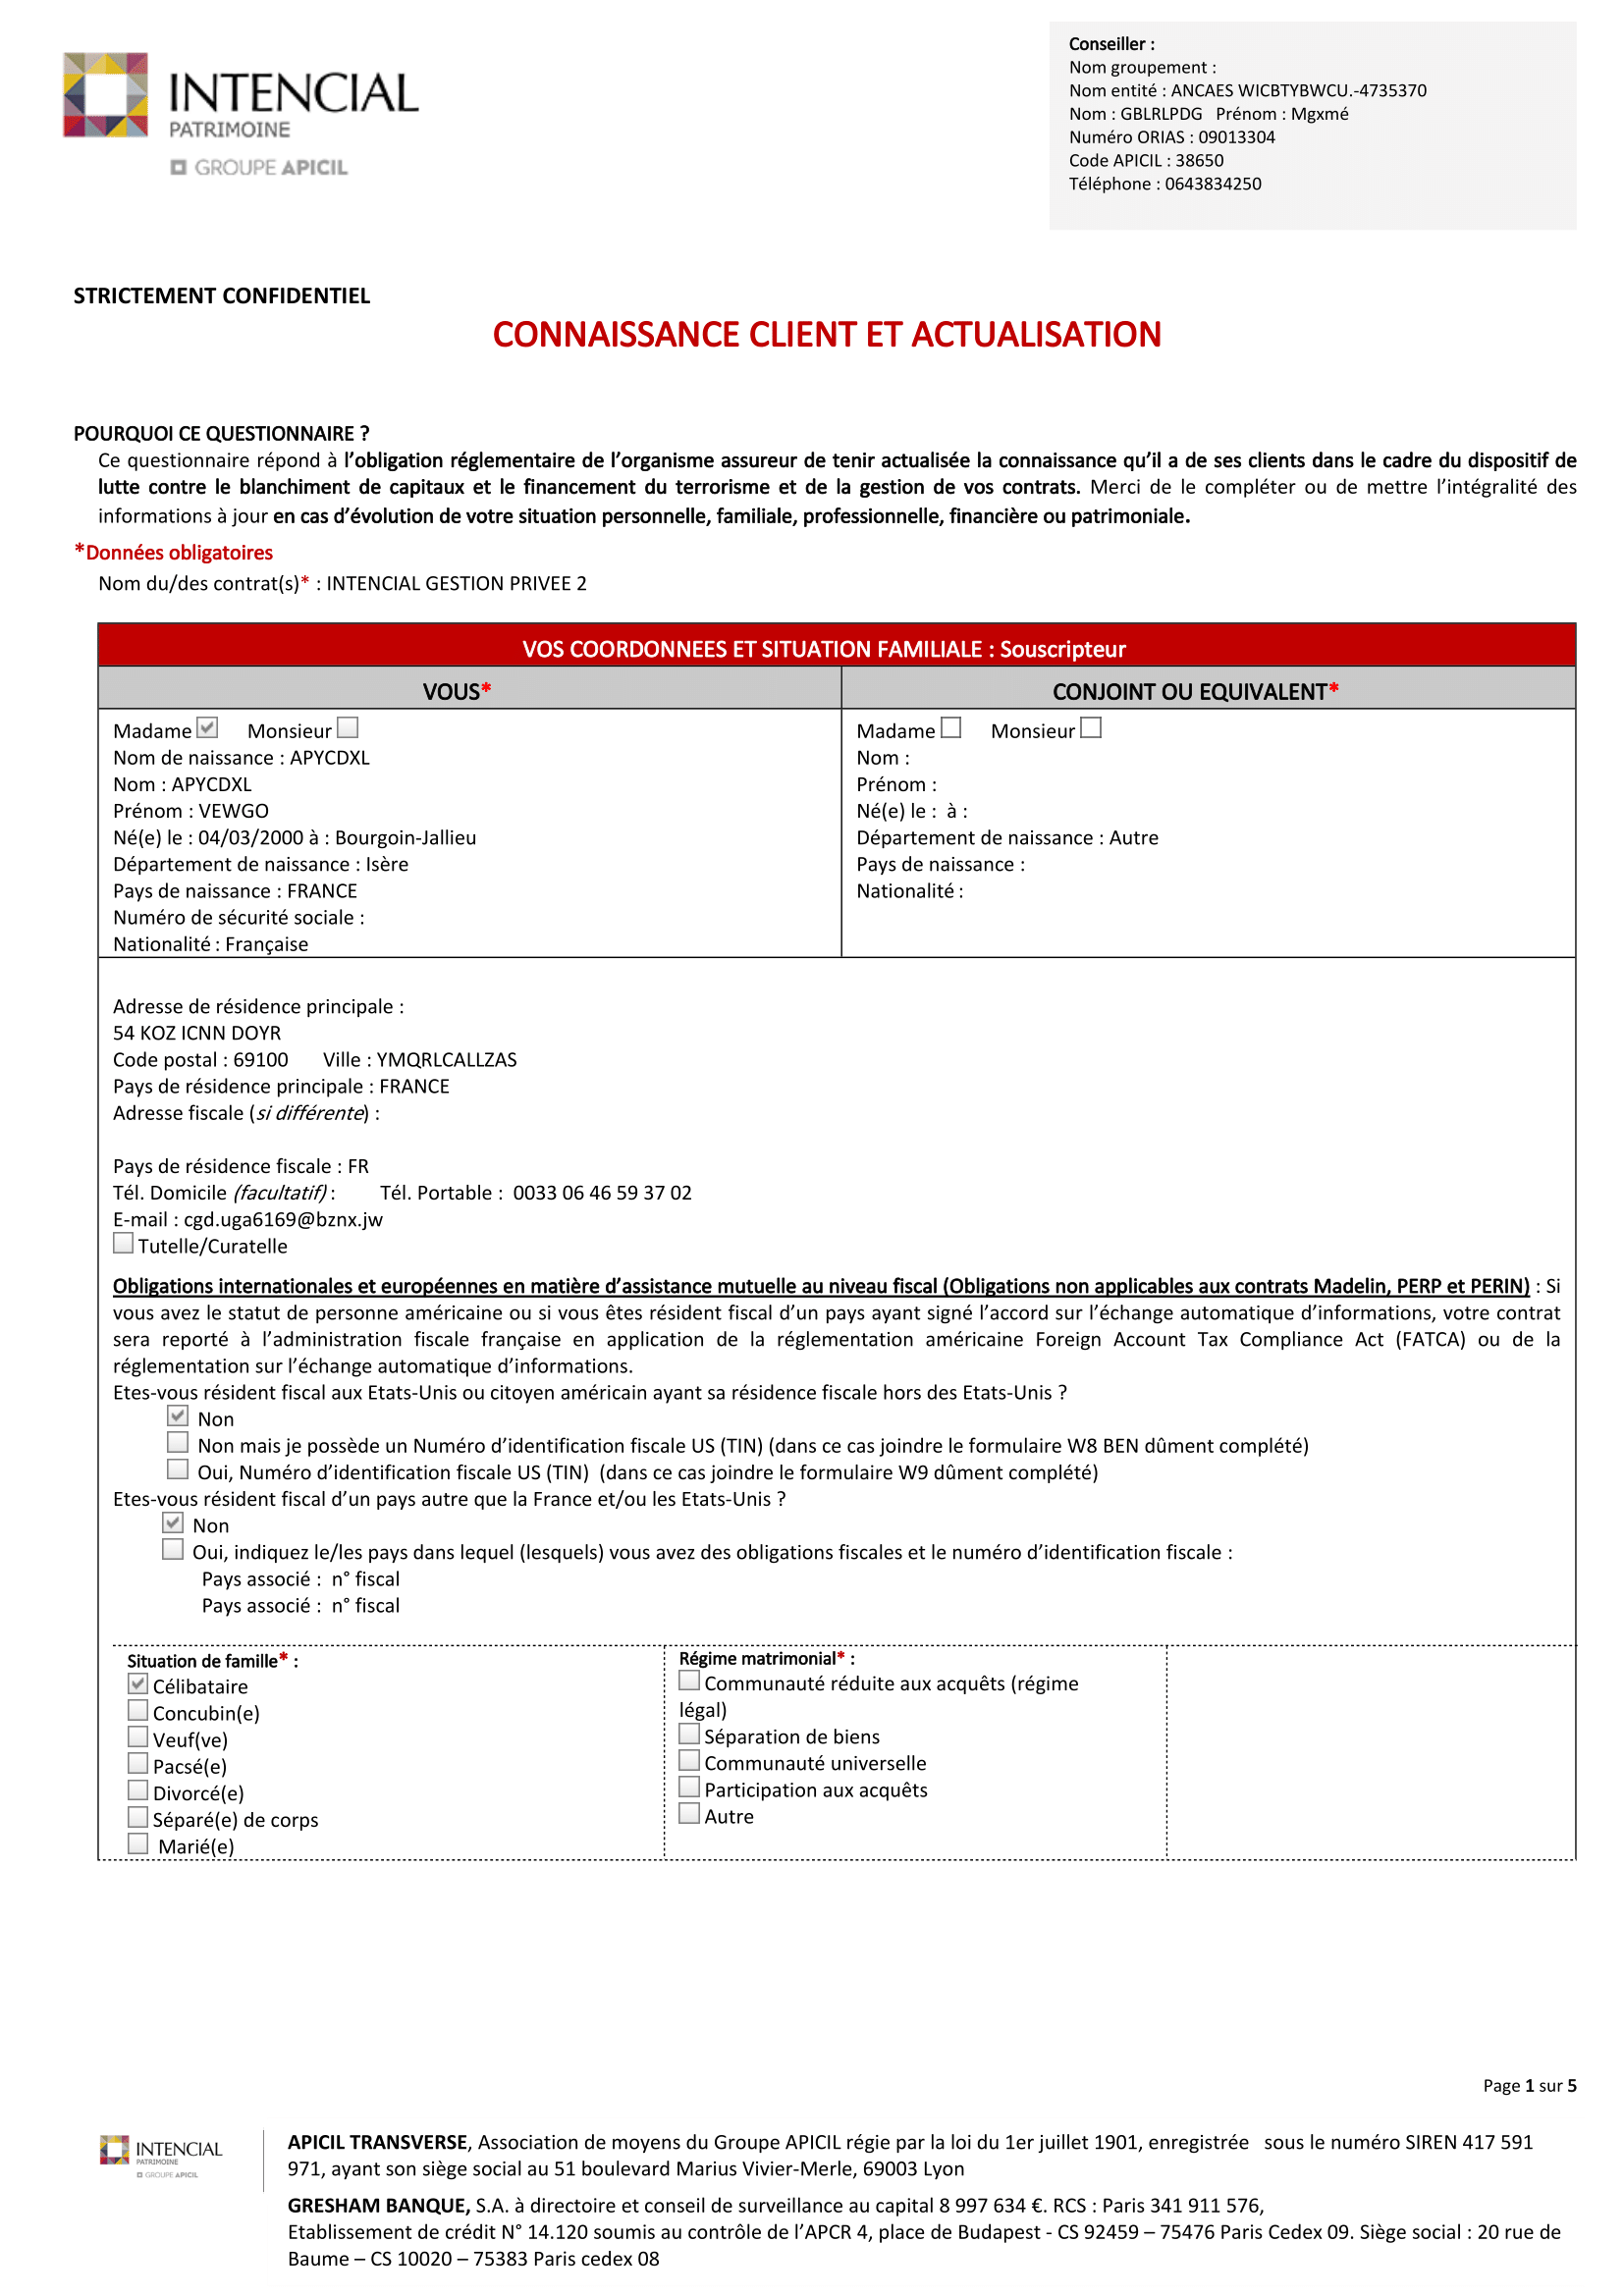 INTENCIAL
PATRIMOINE
GROUPE APICIL
Conseiller :
Nom groupement :
Nom entité : ANCAES WICBTYBWCU.-4735370
Nom : GBLRLPDG   Prénom : Mgxmé
Numéro ORIAS : 09013304
Code APICIL : 38650
Téléphone : 0643834250
STRICTEMENT CONFIDENTIEL
CONNAISSANCE CLIENT ET ACTUALISATION
POURQUOI CE QUESTIONNAIRE ?
Ce questionnaire répond à l’obligation réglementaire de l’organisme assureur de tenir actualisée la connaissance qu’il a de ses clients dans le cadre du dispositif de
lutte contre le blanchiment de capitaux et le financement du terrorisme et de la gestion de vos contrats. Merci de le compléter ou de mettre l’intégralité des
informations à jour en cas d’évolution de votre situation personnelle, familiale, professionnelle, financière ou patrimoniale.
*Données obligatoires
Nom du/des contrat(s)* : INTENCIAL GESTION PRIVEE 2
VOS COORDONNEES ET SITUATION FAMILIALE : Souscripteur
VOUS*
Madame Monsieur
Nom de naissance : APYCDXL
Nom : APYCDXL
Prénom : VEWGO
Né(e) le : 04/03/2000 à : Bourgoin-Jallieu
Département de naissance : Isère
Pays de naissance : FRANCE
Numéro de sécurité sociale :
Nationalité : Française
CONJOINT OU EQUIVALENT*
Madame Monsieur
Nom :
Prénom :
Né(e) le :  à :
Département de naissance : Autre
Pays de naissance :
Nationalité :
Adresse de résidence principale :
54 KOZ ICNN DOYR
Code postal : 69100   Ville : YMQRLCALLZAS
Pays de résidence principale : FRANCE
Adresse fiscale (si différente) :
Pays de résidence fiscale : FR
Tél. Domicile (facultatif) :   Tél. Portable :  0033 06 46 59 37 02
E-mail : cgd.uga6169@bznx.jw
Tutelle/Curatelle
Obligations internationales et européennes en matière d’assistance mutuelle au niveau fiscal (Obligations non applicables aux contrats Madelin, PERP et PERIN) : Si
vous avez le statut de personne américaine ou si vous êtes résident fiscal d’un pays ayant signé l’accord sur l’échange automatique d’informations, votre contrat
sera reporté à l’administration fiscale française en application de la réglementation américaine Foreign Account Tax Compliance Act (FATCA) ou de la
réglementation sur l’échange automatique d’informations.
Etes-vous résident fiscal aux Etats-Unis ou citoyen américain ayant sa résidence fiscale hors des Etats-Unis ?
Non
Non mais je possède un Numéro d’identification fiscale US (TIN) (dans ce cas joindre le formulaire W8 BEN dûment complété)
Oui, Numéro d’identification fiscale US (TIN)  (dans ce cas joindre le formulaire W9 dûment complété)
Etes-vous résident fiscal d’un pays autre que la France et/ou les Etats-Unis ?
Non
Oui, indiquez le/les pays dans lequel (lesquels) vous avez des obligations fiscales et le numéro d’identification fiscale :
Pays associé :  n° fiscal
Pays associé :  n° fiscal
Situation de famille* :
Célibataire
Concubin(e)
Veuf(ve)
Pacsé(e)
Divorcé(e)
Séparé(e) de corps
Marié(e)
Régime matrimonial* :
Communauté réduite aux acquêts (régime
légal)
Séparation de biens
Communauté universelle
Participation aux acquêts
Autre
Page 1 sur 5
INTENCIAL
PATRIMOINE
GROUPE APICIL
APICIL TRANSVERSE, Association de moyens du Groupe APICIL régie par la loi du 1er juillet 1901, enregistrée   sous le numéro SIREN 417 591
971, ayant son siège social au 51 boulevard Marius Vivier-Merle, 69003 Lyon
GRESHAM BANQUE, S.A. à directoire et conseil de surveillance au capital 8 997 634 €. RCS : Paris 341 911 576,
Etablissement de crédit N° 14.120 soumis au contrôle de l’APCR 4, place de Budapest - CS 92459 – 75476 Paris Cedex 09. Siège social : 20 rue de
Baume – CS 10020 – 75383 Paris cedex 08